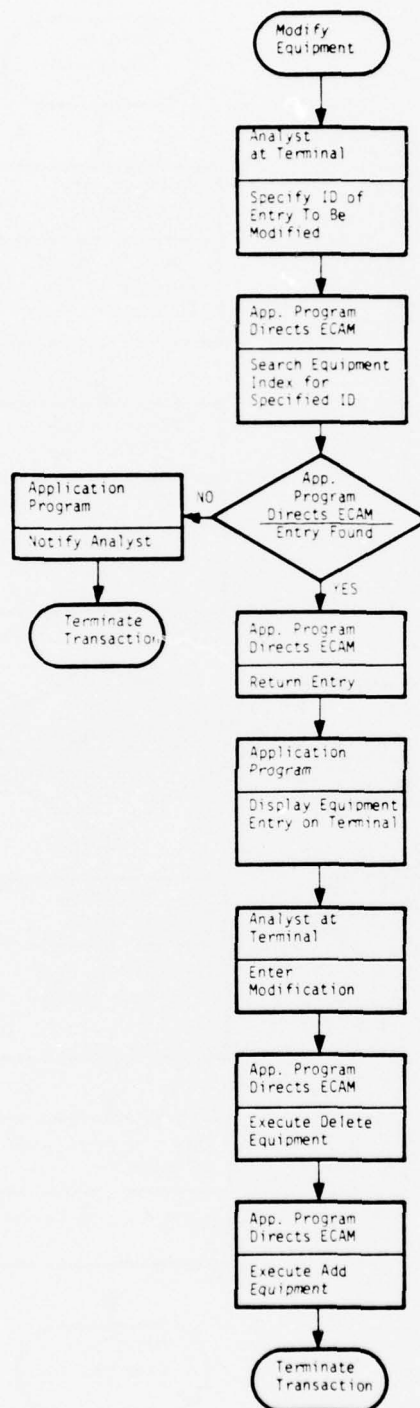 Modify
Equipment
Analyst
at Terminal
Specify ID of
Entry To Be
Modified
App. Program
Directs ECAM
Search Equipment
Index for
Specified ID
App.
Program
Directs ECAM
Entry Found
NO
Application
Program
Notify Analyst
Terminate
Transaction
YES
App. Program
Directs ECAM
Return Entry
Application
Program
Display Equipment
Entry on Terminal
Analyst at
Terminal
Enter
Modification
App. Program
Directs ECAM
Execute Delete
Equipment
App. Program
Directs ECAM
Execute Add
Equipment
Terminate
Transaction